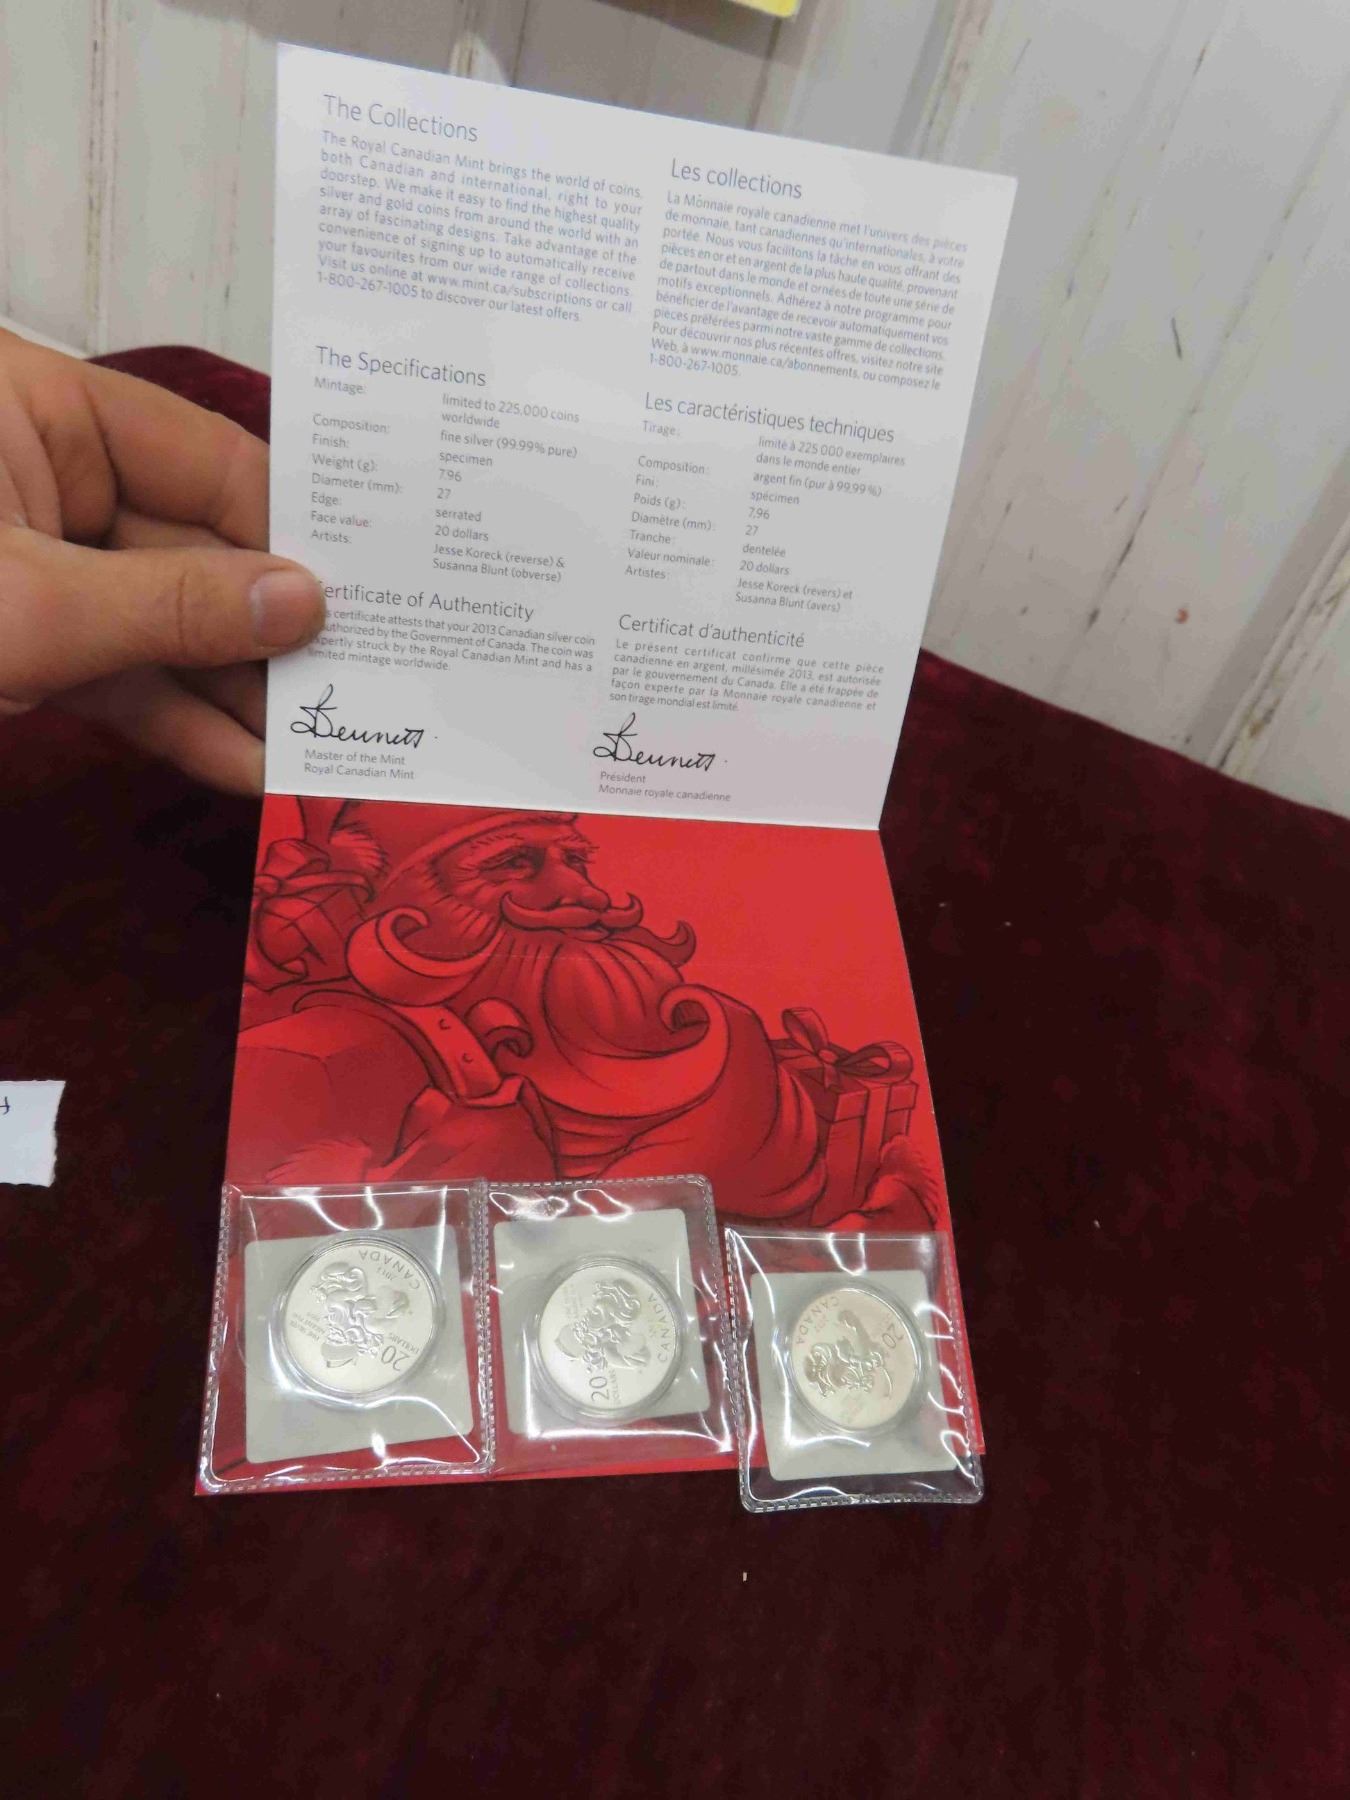 The Collections
The Royal Canadian Mint brings the world of coins,
both Canadian and international, right to your
doorstep. We make it easy to find the highest quality
silver and gold coins from around the world with an
array of fascinating designs. Take advantage of the
convenience of signing up to automatically receive
your favourites from our wide range of collections.
Visit us online at www.mint.ca/subscriptions or call
1-800-267-1005 to discover our latest offers.
The Specifications
Mintage: limited to 225,000 coins
worldwide
Composition: fine silver (99.99% pure)
Finish: specimen
Weight (g): 7.96
Diameter (mm): 27
Edge: serrated
Face value: 20 dollars
Artists: Jesse Koreck (reverse) &
Susanna Blunt (obverse)
ertificate of Authenticity
s certificate attests that your 2013 Canadian silver coin
uthorized by the Government of Canada. The coin was
xpertly struck by the Royal Canadian Mint and has a
limited mintage worldwide.
Bennett
Master of the Mint
Royal Canadian Mint
Les collections
La Monnaie royale canadienne met l'univers des pièces
de monnaie, tant canadiennes qu'internationales, à votre
portée. Nous vous facilitons la tâche en vous offrant des
pièces en or et en argent de la plus haute qualité, provenant
de partout dans le monde et ornées de toute une série de
motifs exceptionnels. Adhérez à notre programme pour
bénéficier de l'avantage de recevoir automatiquement vos
pièces préférées parmi notre vaste gamme de collections.
Pour découvrir nos plus récentes offres, visitez notre site
Web, à www.monnaie.ca/abonnements, ou composez le
1-800-267-1005.
Les caractéristiques techniques
Tirage: limité à 225 000 exemplaires
dans le monde entier
Composition: argent fin (pur à 99,99 %)
Fini: spécimen
Poids (g): 7,96
Diamètre (mm): 27
Tranche: dentelée
Valeur nominale: 20 dollars
Artistes: Jesse Koreck (revers) et
Susanna Blunt (avers)
Certificat d'authenticité
Le présent certificat confirme que cette pièce
canadienne en argent, millésimée 2013, est autorisée
par le gouvernement du Canada. Elle a été frappée de
façon experte par la Monnaie royale canadienne et
son tirage mondial est limité.
Bennett
Président
Monnaie royale canadienne
CANADA
2013
20
DOLLARS
CANADA
20
DOLLARS
CANADA
20